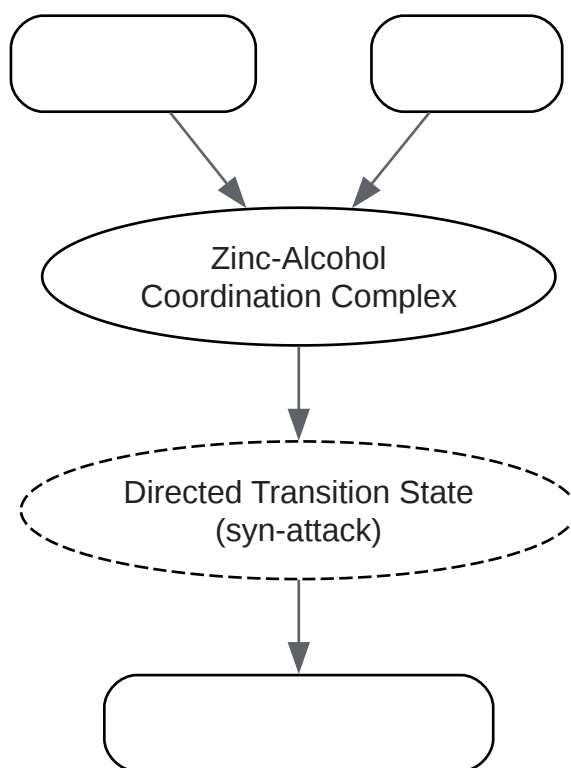 Zinc-Alcohol
Coordination Complex
Directed Transition State
(syn-attack)